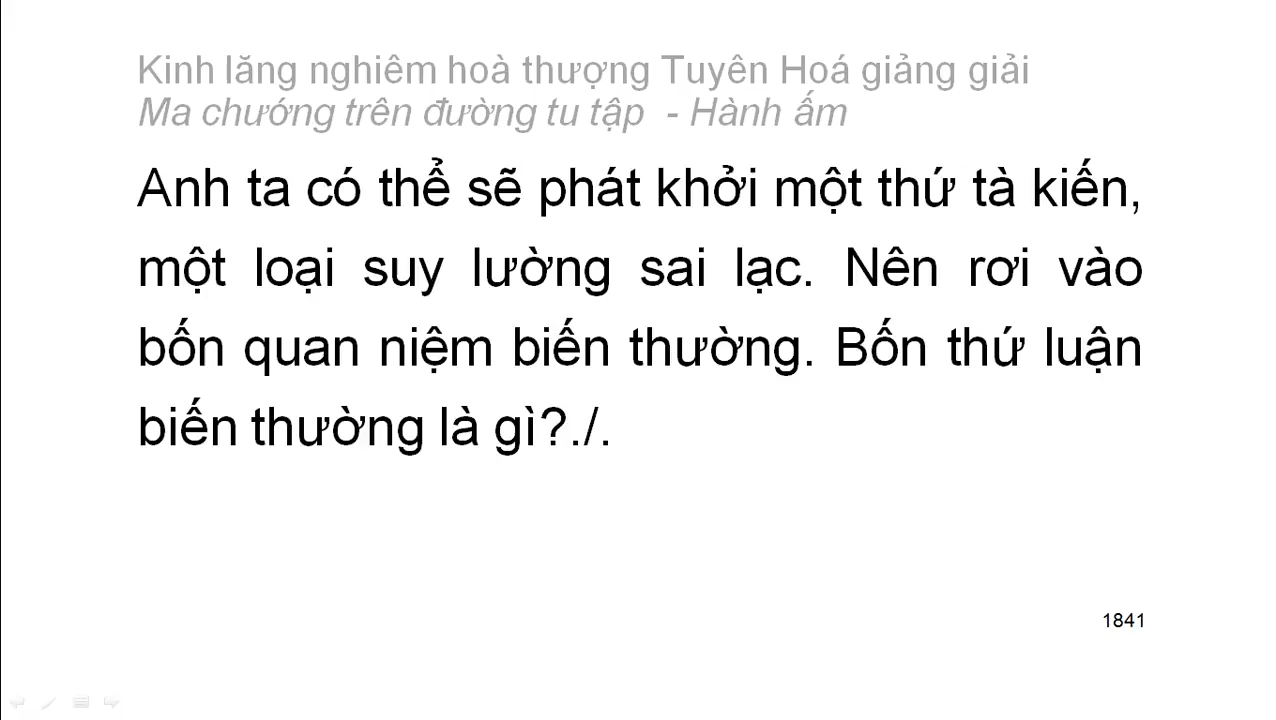 Kinh lăng nghiêm hoà thượng Tuyên Hoá giảng giải
Ma chướng trên đường tu tập - Hành ấm
Anh ta có thể sẽ phát khởi một thứ tà kiến,
một loại suy lường sai lạc. Nên rơi vào
bốn quan niệm biến thường. Bốn thứ luận
biến thường là gì?./.
1841